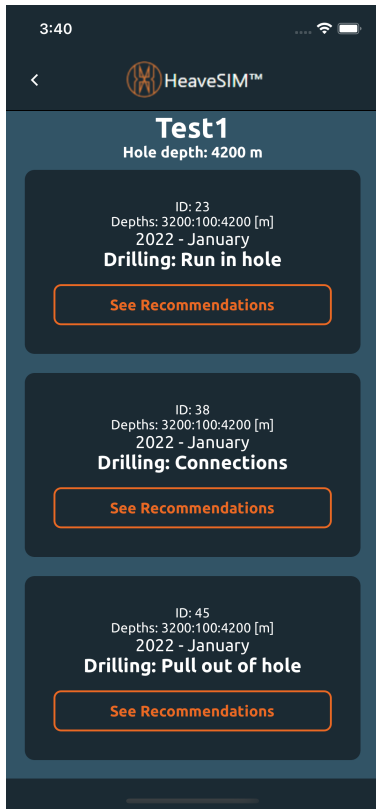 3:40
HeaveSIM™
Test1
Hole depth: 4200 m
ID: 23
Depths: 3200:100:4200 [m]
2022 - January
Drilling: Run in hole
See Recommendations
ID: 38
Depths: 3200:100:4200 [m]
2022 - January
Drilling: Connections
See Recommendations
ID: 45
Depths: 3200:100:4200 [m]
2022 - January
Drilling: Pull out of hole
See Recommendations